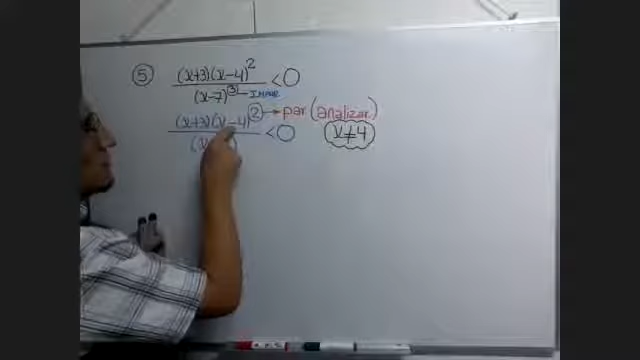 5 (x+3)(x-4)² < 0
(x-7)³ - IMPAR
(x+3)(x-4)² → par (analizar)
< 0 x≠4
(x